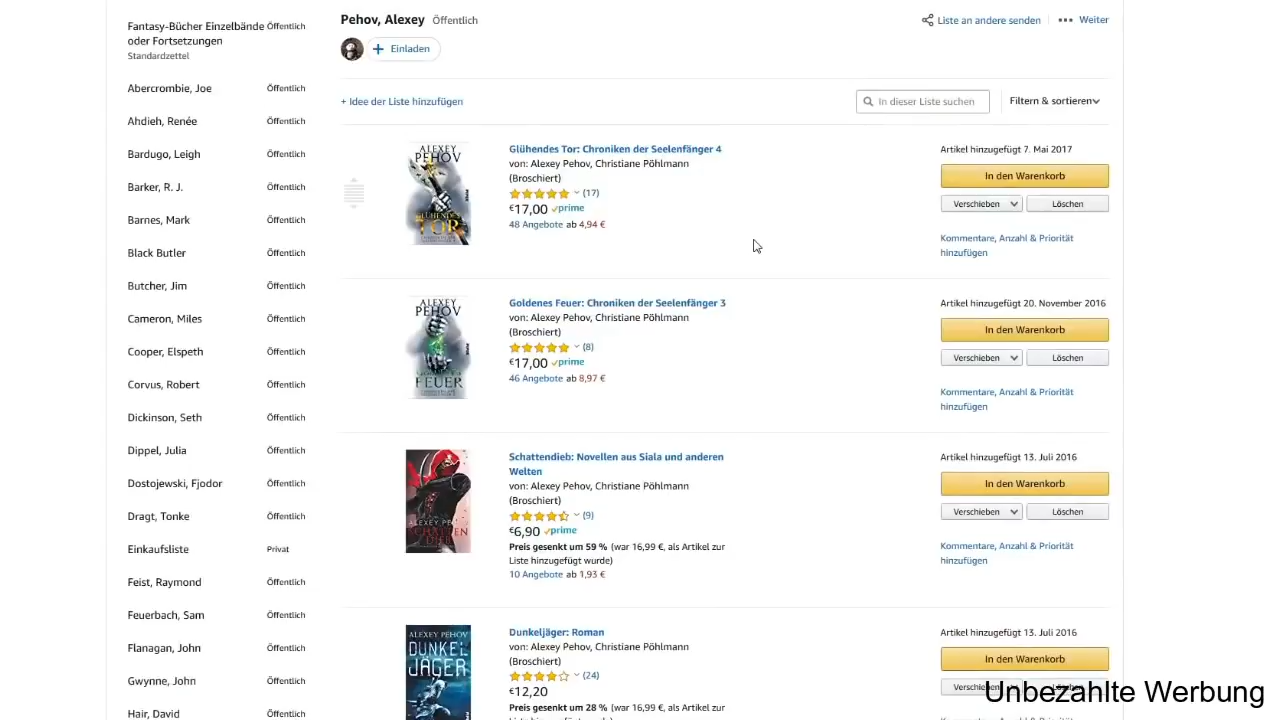 Fantasy-Bücher Einzelbände Öffentlich
oder Fortsetzungen
Standardzettel
Abercrombie, Joe Öffentlich
Ahdieh, Renée Öffentlich
Bardugo, Leigh Öffentlich
Barker, R. J. Öffentlich
Barnes, Mark Öffentlich
Black Butler Öffentlich
Butcher, Jim Öffentlich
Cameron, Miles Öffentlich
Cooper, Elspeth Öffentlich
Corvus, Robert Öffentlich
Dickinson, Seth Öffentlich
Dippel, Julia Öffentlich
Dostojewski, Fjodor Öffentlich
Dragt, Tonke Öffentlich
Einkaufsliste Privat
Feist, Raymond Öffentlich
Feuerbach, Sam Öffentlich
Flanagan, John Öffentlich
Gwynne, John Öffentlich
Hair, David Öffentlich
Pehov, Alexey Öffentlich
Liste an andere senden
Weiter
+ Einladen
+ Idee der Liste hinzufügen
In dieser Liste suchen
Filtern & sortieren
ALEXEY
PEHOV
GLÜHENDES
TOR
Glühendes Tor: Chroniken der Seelenfänger 4
von: Alexey Pehov, Christiane Pöhlmann
(Broschiert)
(17)
€17,00 prime
48 Angebote ab 4,94 €
Artikel hinzugefügt 7. Mai 2017
In den Warenkorb
Verschieben
Löschen
Kommentare, Anzahl & Priorität
hinzufügen
ALEXEY
PEHOV
FEUER
Goldenes Feuer: Chroniken der Seelenfänger 3
von: Alexey Pehov, Christiane Pöhlmann
(Broschiert)
(8)
€17,00 prime
46 Angebote ab 8,97 €
Artikel hinzugefügt 20. November 2016
In den Warenkorb
Verschieben
Löschen
Kommentare, Anzahl & Priorität
hinzufügen
Schattendieb: Novellen aus Siala und anderen
Welten
von: Alexey Pehov, Christiane Pöhlmann
(Broschiert)
(9)
€6,90 prime
Preis gesenkt um 59 % (war 16,99 €, als Artikel zur
Liste hinzugefügt wurde)
10 Angebote ab 1,93 €
Artikel hinzugefügt 13. Juli 2016
In den Warenkorb
Verschieben
Löschen
Kommentare, Anzahl & Priorität
hinzufügen
ALEXEY PEHOV
DUNKEL
JÄGER
Dunkeljäger: Roman
von: Alexey Pehov, Christiane Pöhlmann
(Broschiert)
(24)
€12,20
Preis gesenkt um 28 % (war 16,99 €, als Artikel zur
Artikel hinzugefügt 13. Juli 2016
In den Warenkorb
Verschieben
Unbezahlte Werbung